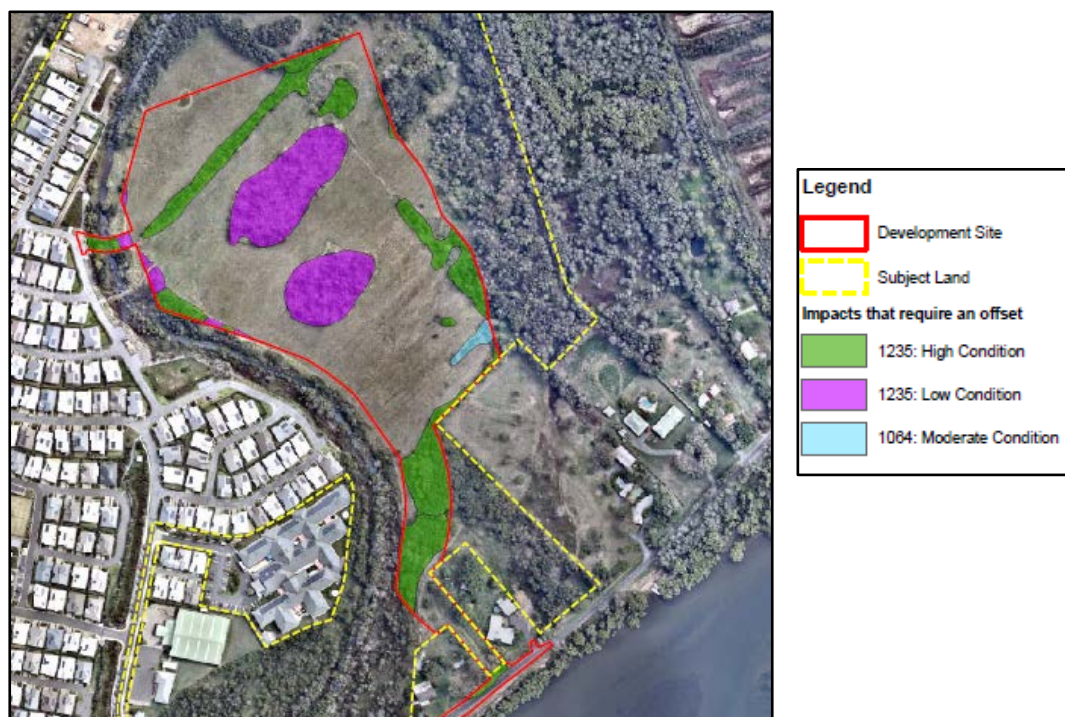 Legend
Development Site
Subject Land
Impacts that require an offset
1235: High Condition
1235: Low Condition
1064: Moderate Condition